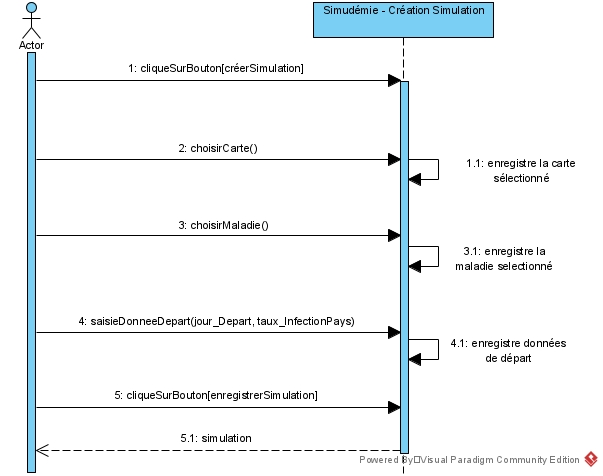 Simudémie - Création Simulation
Actor
1: cliqueSurBouton[créerSimulation]
2: choisirCarte()
1.1: enregistre la carte
sélectionné
3: choisirMaladie()
3.1: enregistre la
maladie selectionné
4: saisieDonneeDepart(jour_Depart, taux_InfectionPays)
4.1: enregistre données
de départ
5: cliqueSurBouton[enregistrerSimulation]
5.1: simulation
Powered By Visual Paradigm Community Edition